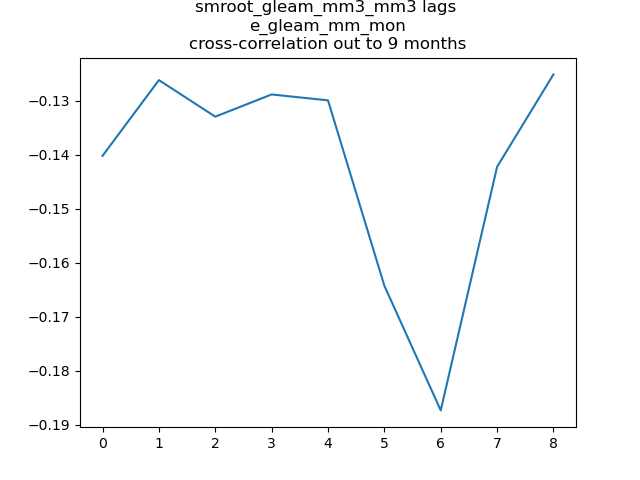 smroot_gleam_mm3_mm3 lags
e_gleam_mm_mon
cross-correlation out to 9 months
−0.13
−0.14
−0.15
−0.16
−0.17
−0.18
−0.19
0 1 2 3 4 5 6 7 8